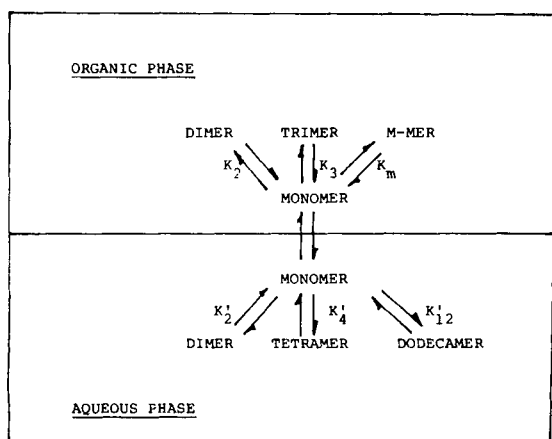 ORGANIC PHASE
DIMER TRIMER M-MER
K2 K3 Km
MONOMER
MONOMER
K'2 K'4 K'12
DIMER TETRAMER DODECAMER
AQUEOUS PHASE